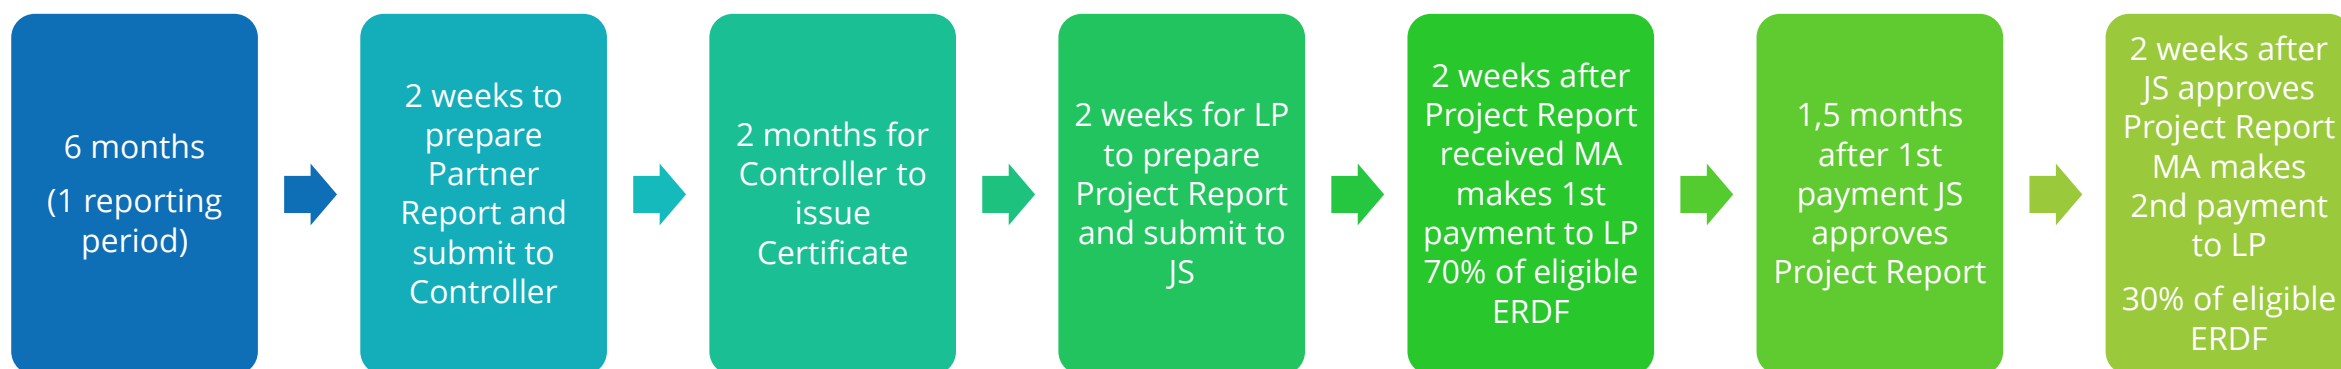 6 months
(1 reporting
period)
2 weeks to
prepare
Partner
Report and
submit to
Controller
2 months for
Controller to
issue
Certificate
2 weeks for LP
to prepare
Project Report
and submit to
JS
2 weeks after
Project Report
received MA
makes 1st
payment to LP
70% of eligible
ERDF
1,5 months
after 1st
payment JS
approves
Project Report
2 weeks after
JS approves
Project Report
MA makes
2nd payment
to LP
30% of eligible
ERDF